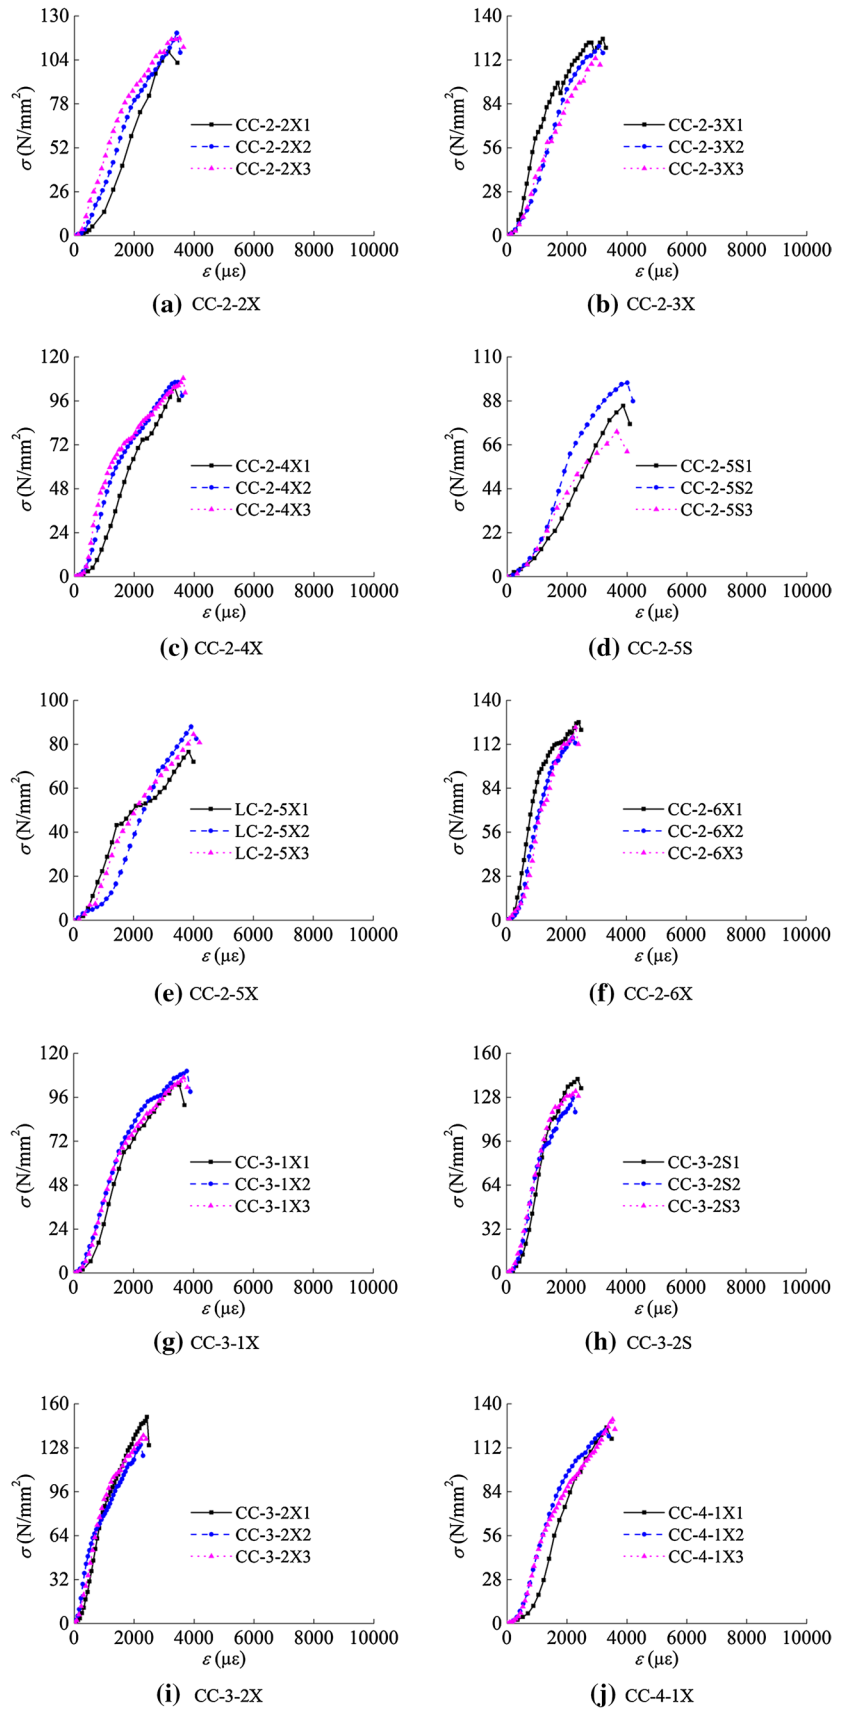 130
104
78
52
26
0
σ (N/mm²)
CC-2-2X1
CC-2-2X2
CC-2-2X3
0 2000 4000 6000 8000 10000
ε (με)
(a) CC-2-2X
140
112
84
56
28
0
σ (N/mm²)
CC-2-3X1
CC-2-3X2
CC-2-3X3
0 2000 4000 6000 8000 10000
ε (με)
(b) CC-2-3X
120
96
72
48
24
0
σ (N/mm²)
CC-2-4X1
CC-2-4X2
CC-2-4X3
0 2000 4000 6000 8000 10000
ε (με)
(c) CC-2-4X
110
88
66
44
22
0
σ (N/mm²)
CC-2-5S1
CC-2-5S2
CC-2-5S3
0 2000 4000 6000 8000 10000
ε (με)
(d) CC-2-5S
100
80
60
40
20
0
σ (N/mm²)
LC-2-5X1
LC-2-5X2
LC-2-5X3
0 2000 4000 6000 8000 10000
ε (με)
(e) CC-2-5X
140
112
84
56
28
0
σ (N/mm²)
CC-2-6X1
CC-2-6X2
CC-2-6X3
0 2000 4000 6000 8000 10000
ε (με)
(f) CC-2-6X
120
96
72
48
24
0
σ (N/mm²)
CC-3-1X1
CC-3-1X2
CC-3-1X3
0 2000 4000 6000 8000 10000
ε (με)
(g) CC-3-1X
160
128
96
64
32
0
σ (N/mm²)
CC-3-2S1
CC-3-2S2
CC-3-2S3
0 2000 4000 6000 8000 10000
ε (με)
(h) CC-3-2S
160
128
96
64
32
0
σ (N/mm²)
CC-3-2X1
CC-3-2X2
CC-3-2X3
0 2000 4000 6000 8000 10000
ε (με)
(i) CC-3-2X
140
112
84
56
28
0
σ (N/mm²)
CC-4-1X1
CC-4-1X2
CC-4-1X3
0 2000 4000 6000 8000 10000
ε (με)
(j) CC-4-1X